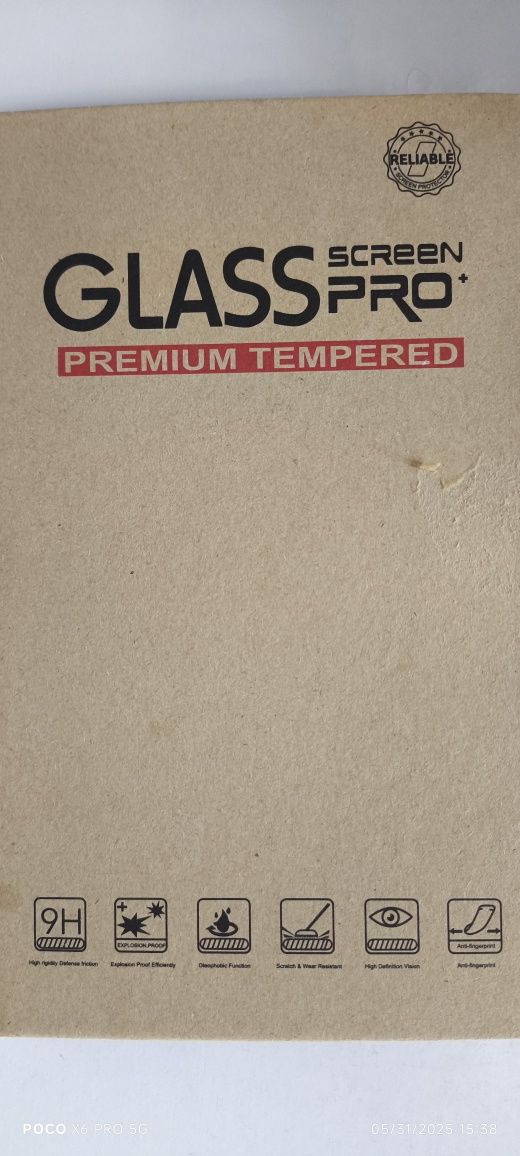 RELIABLE
SCREEN PROTECTOR
GLASS SCREEN PRO+
PREMIUM TEMPERED
9H
EXPLOSION.PROOF
Anti-fingerprint
High rigidity Defense friction
Explosion Proof Efficiently
Oleophobic Function
Scratch & Wear Resistant
High Definition Vision
Anti-fingerprint
POCO X6 PRO 5G
05/31/2025 15:38